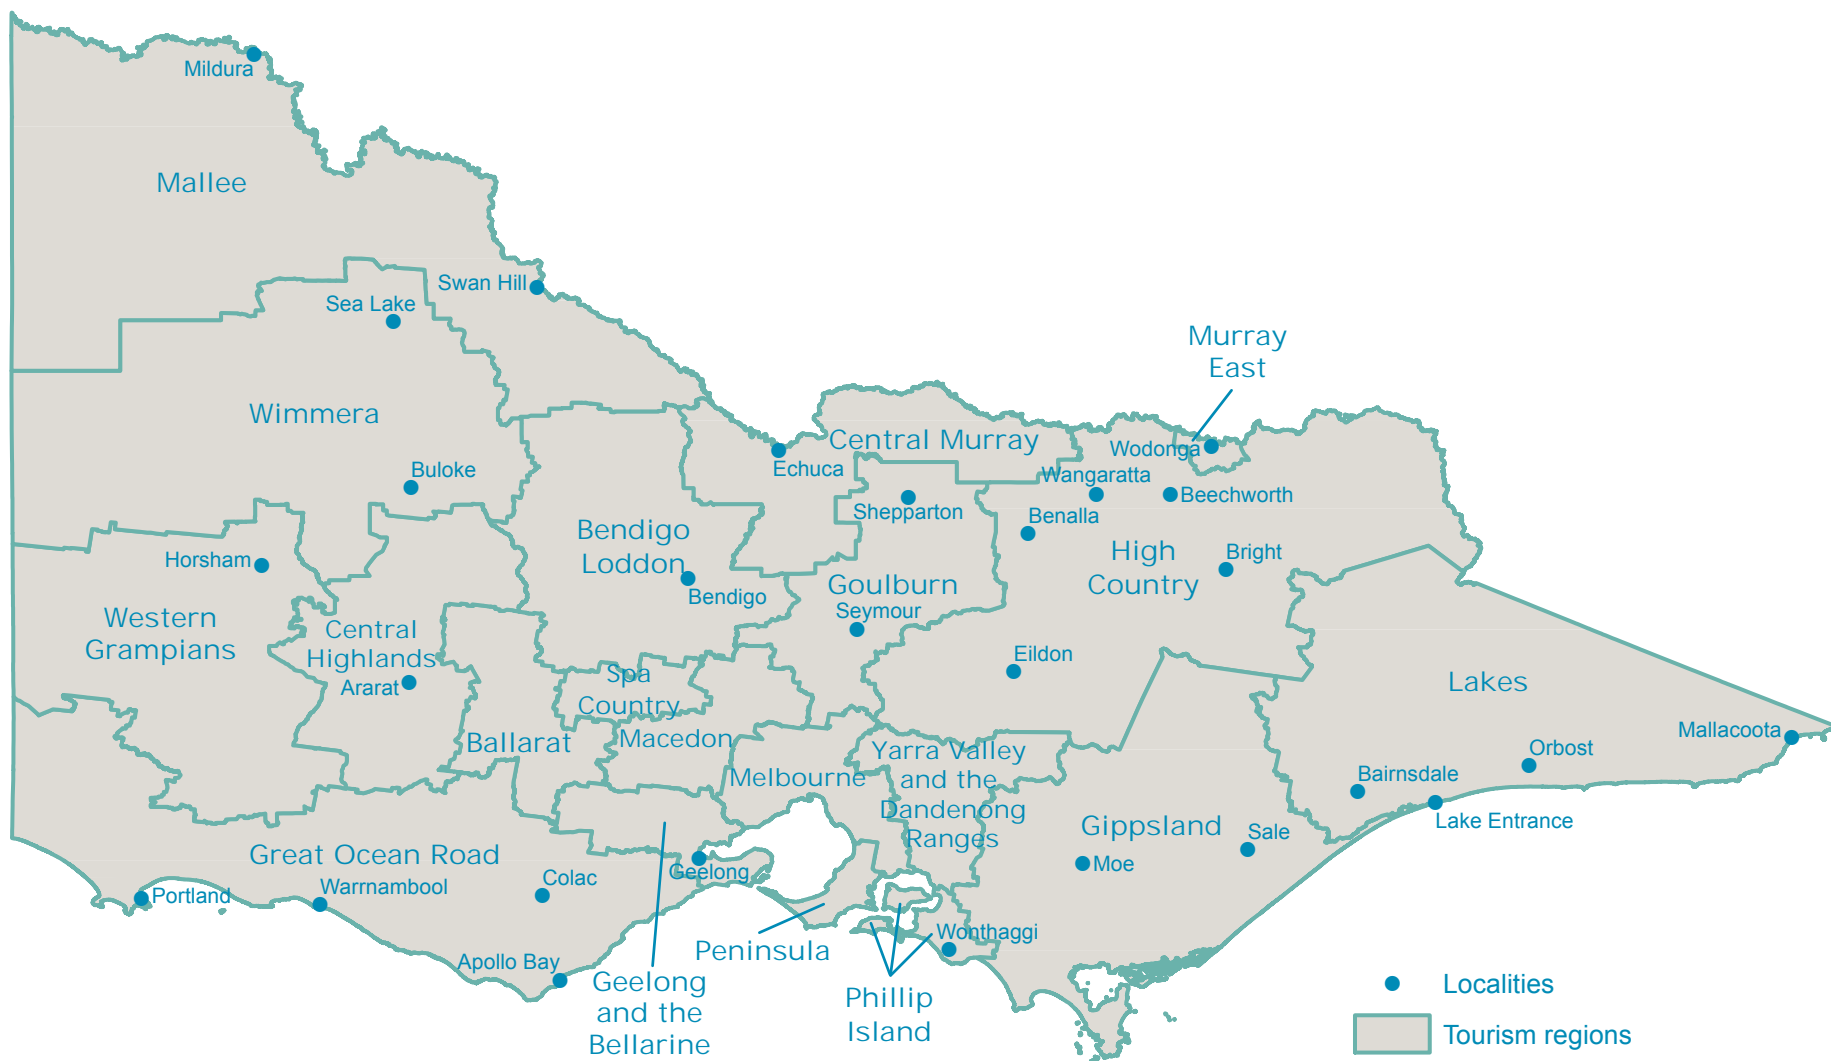 Mildura
Mallee
Swan Hill
Sea Lake
Murray
East
Wimmera
Central Murray
Wodonga
Echuca
Buloke
Wangaratta
Beechworth
Shepparton
Benalla
Bendigo
Loddon
High
Country
Bright
Horsham
Goulburn
Bendigo
Seymour
Western
Grampians
Central
Highlands
Ararat
Eildon
Spa
Country
Lakes
Ballarat
Macedon
Mallacoota
Orbost
Yarra Valley
and the
Dandenong
Ranges
Melbourne
Bairnsdale
Lake Entrance
Gippsland
Sale
Moe
Great Ocean Road
Geelong
Colac
Portland
Warrnambool
Wonthaggi
Peninsula
Apollo Bay
Geelong
and the
Bellarine
Phillip
Island
Localities
Tourism regions